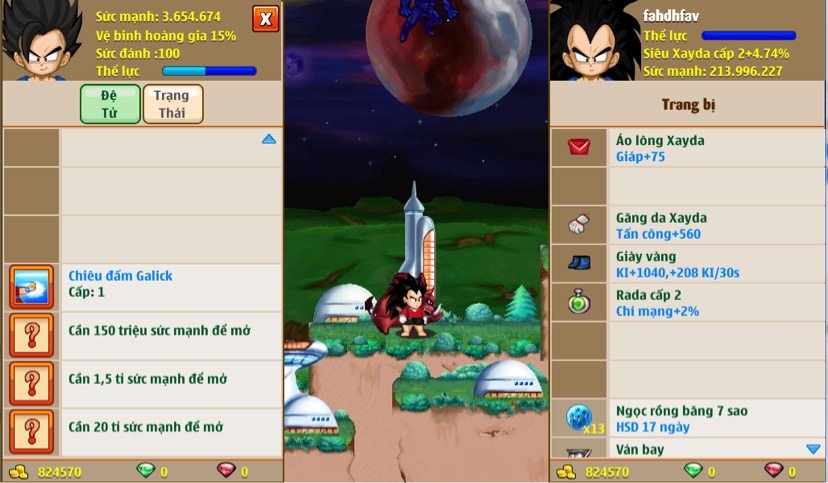 Sức mạnh: 3.654.674
Vệ binh hoàng gia 15%
Sức đánh :100
Thể lực
X
Đệ
Tử
Trạng
Thái
Chiêu đấm Galick
Cấp: 1
Cần 150 triệu sức mạnh để mở
Cần 1,5 tỉ sức mạnh để mở
Cần 20 tỉ sức mạnh để mở
824570
0
0
fahdhfav
Thể lực
Siêu Xayda cấp 2+4.74%
Sức mạnh: 213.996.227
Trang bị
Áo lông Xayda
Giáp+75
Găng da Xayda
Tấn công+560
Giày vàng
KI+1040,+208 KI/30s
Rada cấp 2
Chí mạng+2%
Ngọc rồng băng 7 sao
x13
HSD 17 ngày
Ván bay
824570
0
0